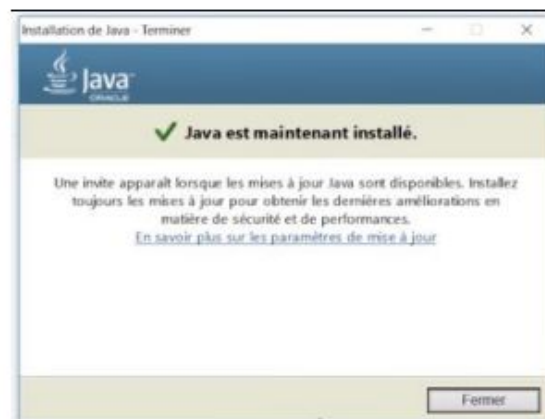 Installation de Java - Terminer
Java
ORACLE
Java est maintenant installé.
Une invite apparaît lorsque les mises à jour Java sont disponibles. Installez
toujours les mises à jour pour obtenir les dernières améliorations en
matière de sécurité et de performances.
En savoir plus sur les paramètres de mise à jour
Fermer